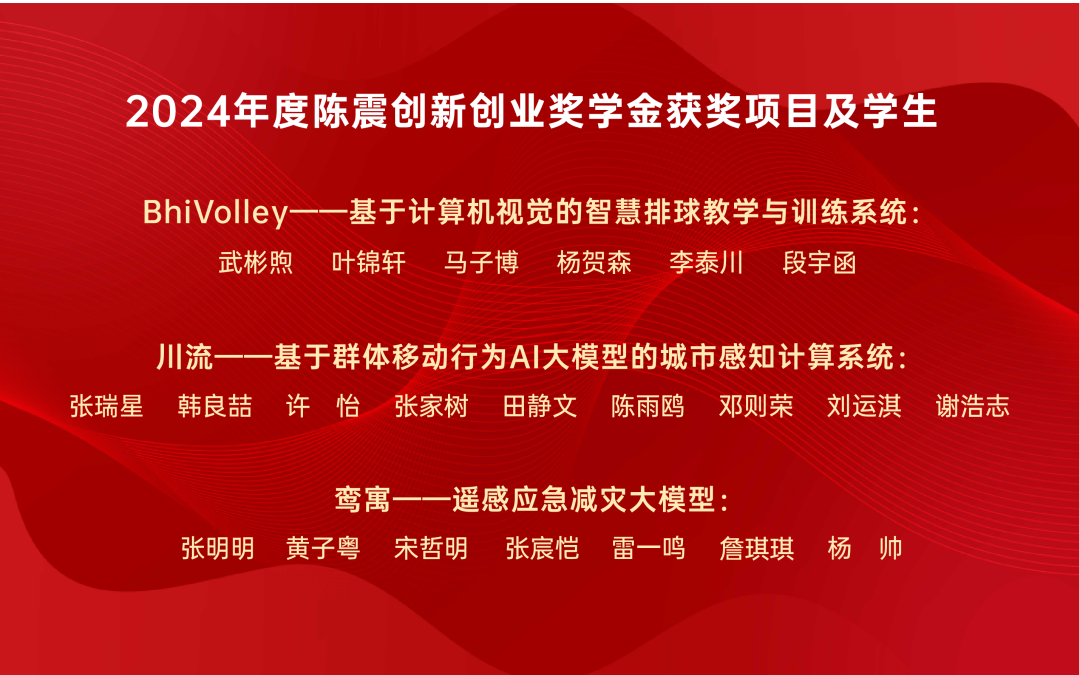 2024年度陈震创新创业奖学金获奖项目及学生
BhiVolley——基于计算机视觉的智慧排球教学与训练系统：
武彬煦 叶锦轩 马子博 杨贺森 李泰川 段宇函
川流——基于群体移动行为AI大模型的城市感知计算系统：
张瑞星 韩良喆 许 怡 张家树 田静文 陈雨鸥 邓则荣 刘运淇 谢浩志
鸾寓——遥感应急减灾大模型：
张明明 黄子粤 宋哲明 张宸恺 雷一鸣 詹琪琪 杨 帅